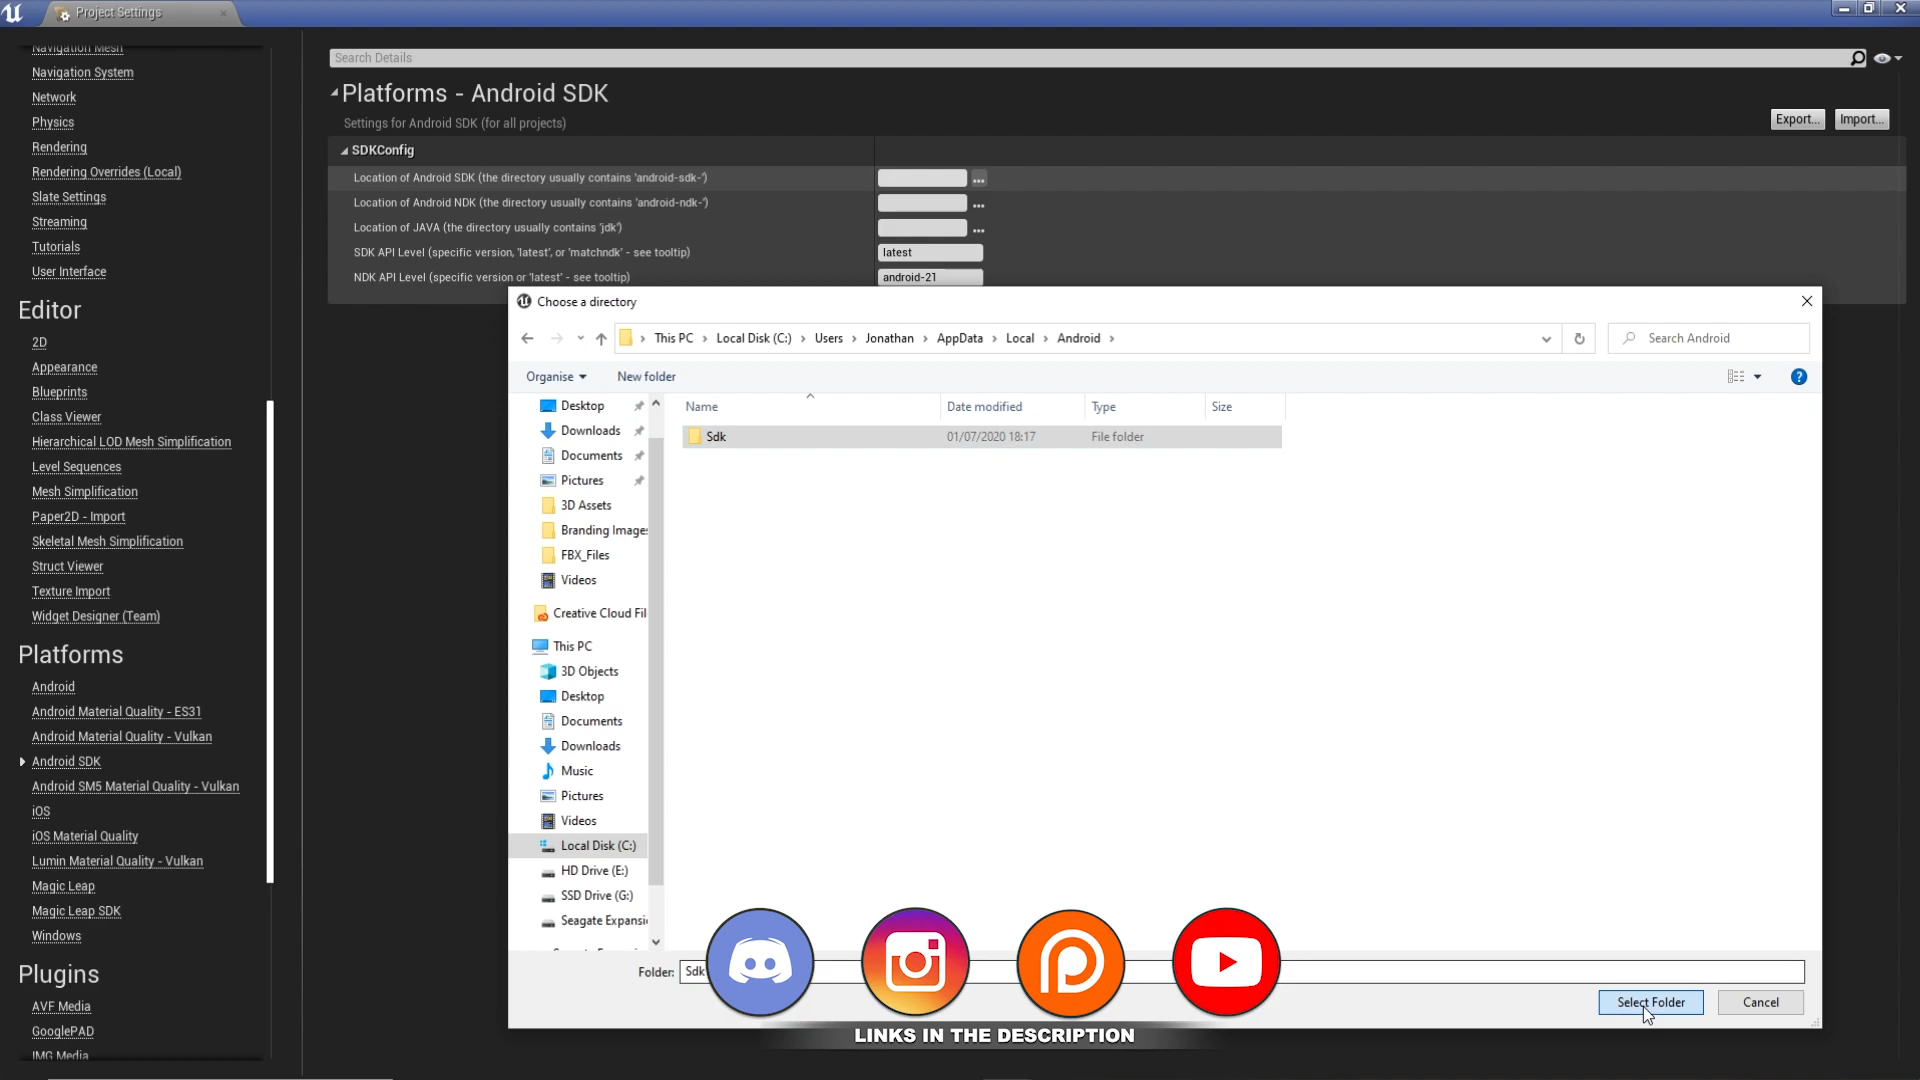 Project Settings
Navigation Mesh
Navigation System
Network
Physics
Rendering
Rendering Overrides (Local)
Slate Settings
Streaming
Tutorials
User Interface
Editor
2D
Appearance
Blueprints
Class Viewer
Hierarchical LOD Mesh Simplification
Level Sequences
Mesh Simplification
Paper2D - Import
Skeletal Mesh Simplification
Struct Viewer
Texture Import
Widget Designer (Team)
Platforms
Android
Android Material Quality - ES31
Android Material Quality - Vulkan
Android SDK
Android SM5 Material Quality - Vulkan
iOS
iOS Material Quality
Lumin Material Quality - Vulkan
Magic Leap
Magic Leap SDK
Windows
Plugins
AVF Media
GooglePAD
IMG Media
Search Details
Platforms - Android SDK
Settings for Android SDK (for all projects)
Export...
Import...
SDKConfig
Location of Android SDK (the directory usually contains 'android-sdk-')
...
Location of Android NDK (the directory usually contains 'android-ndk-')
...
Location of JAVA (the directory usually contains 'jdk')
...
SDK API Level (specific version, 'latest', or 'matchndk' - see tooltip)
latest
NDK API Level (specific version or 'latest' - see tooltip)
android-21
Choose a directory
This PC > Local Disk (C:) > Users > Jonathan > AppData > Local > Android >
Search Android
Organise
New folder
Name
Date modified
Type
Size
Sdk
01/07/2020 18:17
File folder
Desktop
Downloads
Documents
Pictures
3D Assets
Branding Images
FBX_Files
Videos
Creative Cloud Fil
This PC
3D Objects
Desktop
Documents
Downloads
Music
Pictures
Videos
Local Disk (C:)
HD Drive (E:)
SSD Drive (G:)
Seagate Expansi
Folder:
Sdk
Select Folder
Cancel
LINKS IN THE DESCRIPTION